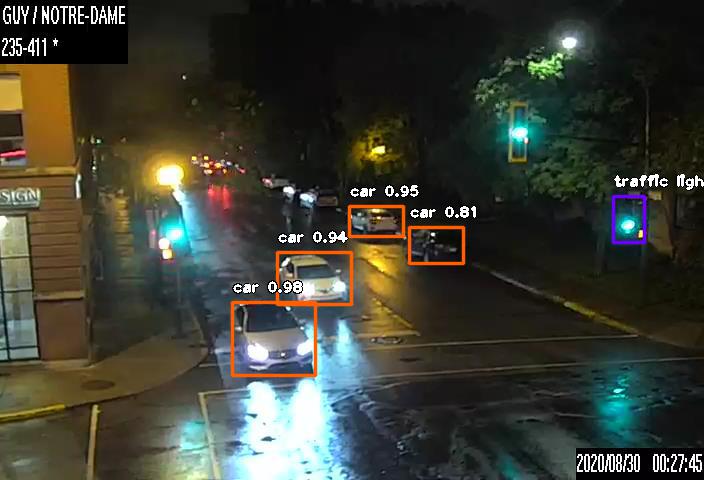 GUY / NOTRE-DAME
235-411 *
SIGN
traffic ligh
car 0.95
car 0.81
car 0.94
car 0.98
2020/08/30 00:27:45